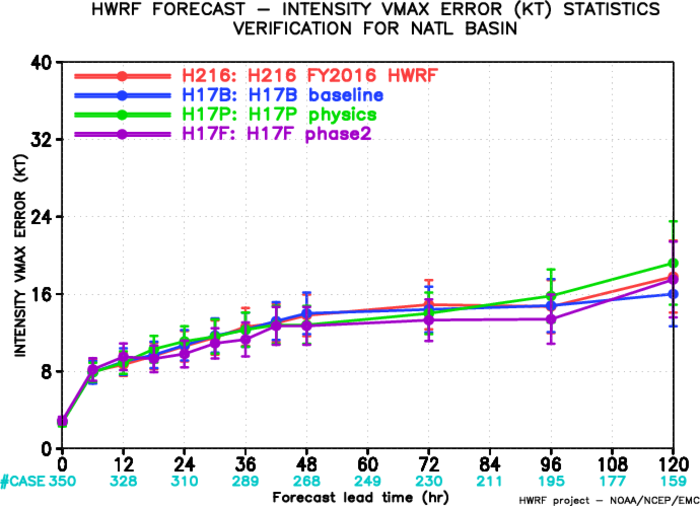 HWRF FORECAST – INTENSITY VMAX ERROR (KT) STATISTICS
VERIFICATION FOR NATL BASIN
H216: H216 FY2016 HWRF
H17B: H17B baseline
H17P: H17P physics
H17F: H17F phase2
INTENSITY VMAX ERROR (KT)
40
32
24
16
8
0
0 12 24 36 48 60 72 84 96 108 120
#CASE 350 328 310 289 268 249 230 211 195 177 159
Forecast lead time (hr)
HWRF project – NOAA/NCEP/EMC